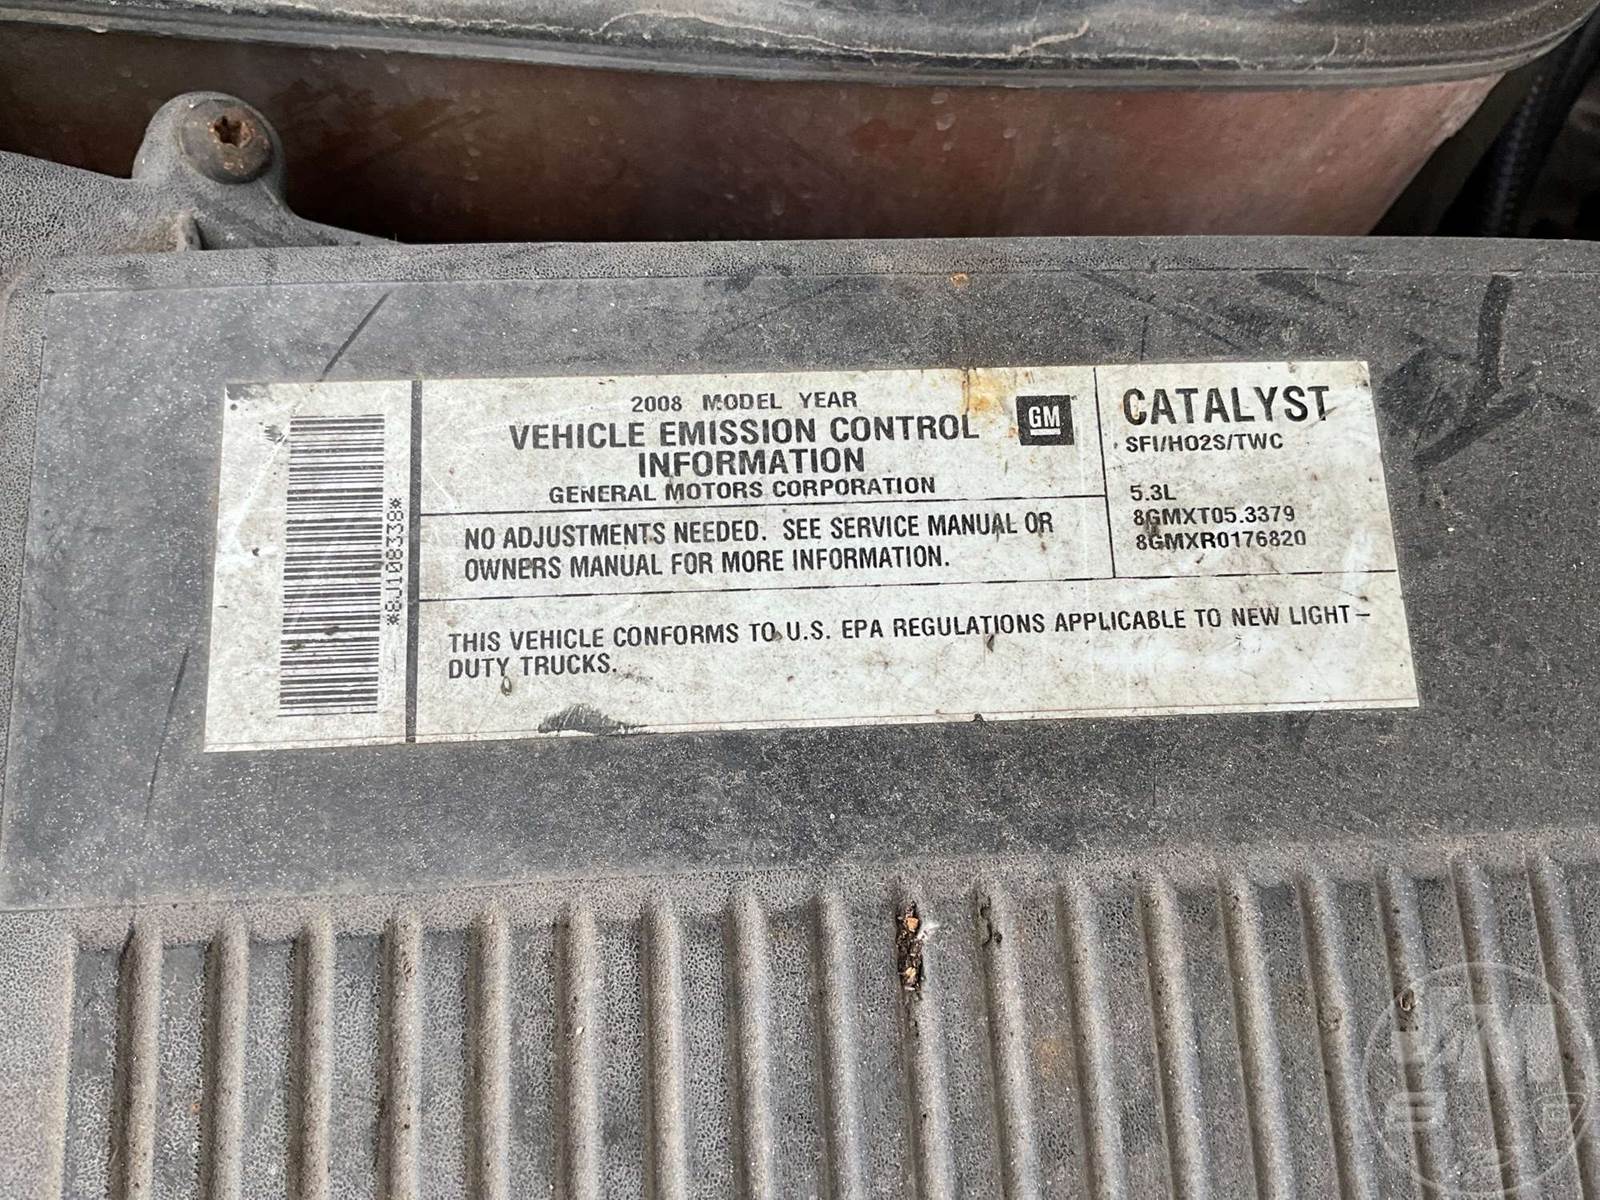 2008 MODEL YEAR
VEHICLE EMISSION CONTROL
INFORMATION
GENERAL MOTORS CORPORATION
GM
NO ADJUSTMENTS NEEDED. SEE SERVICE MANUAL OR
OWNERS MANUAL FOR MORE INFORMATION.
CATALYST
SFI/HO2S/TWC
5.3L
8GMXT05.3379
8GMXR0176820
THIS VEHICLE CONFORMS TO U.S. EPA REGULATIONS APPLICABLE TO NEW LIGHT-
DUTY TRUCKS.
*8J108338*